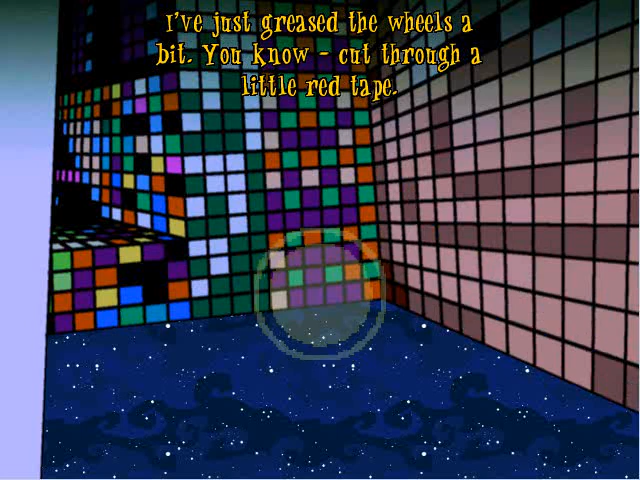 I've just greased the wheels a
bit. You know - cut through a
little red tape.